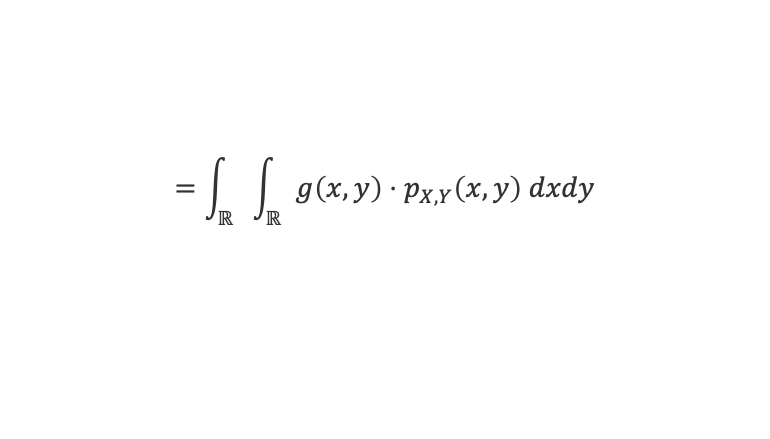 = ∫_ℝ ∫_ℝ g(x, y) · p_{X,Y}(x, y) dxdy